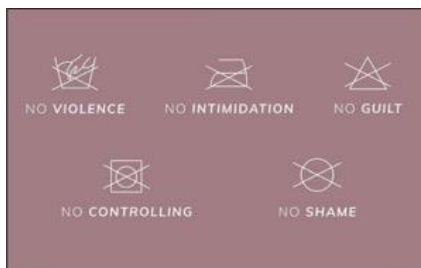 NO VIOLENCE
NO INTIMIDATION
NO GUILT
NO CONTROLLING
NO SHAME